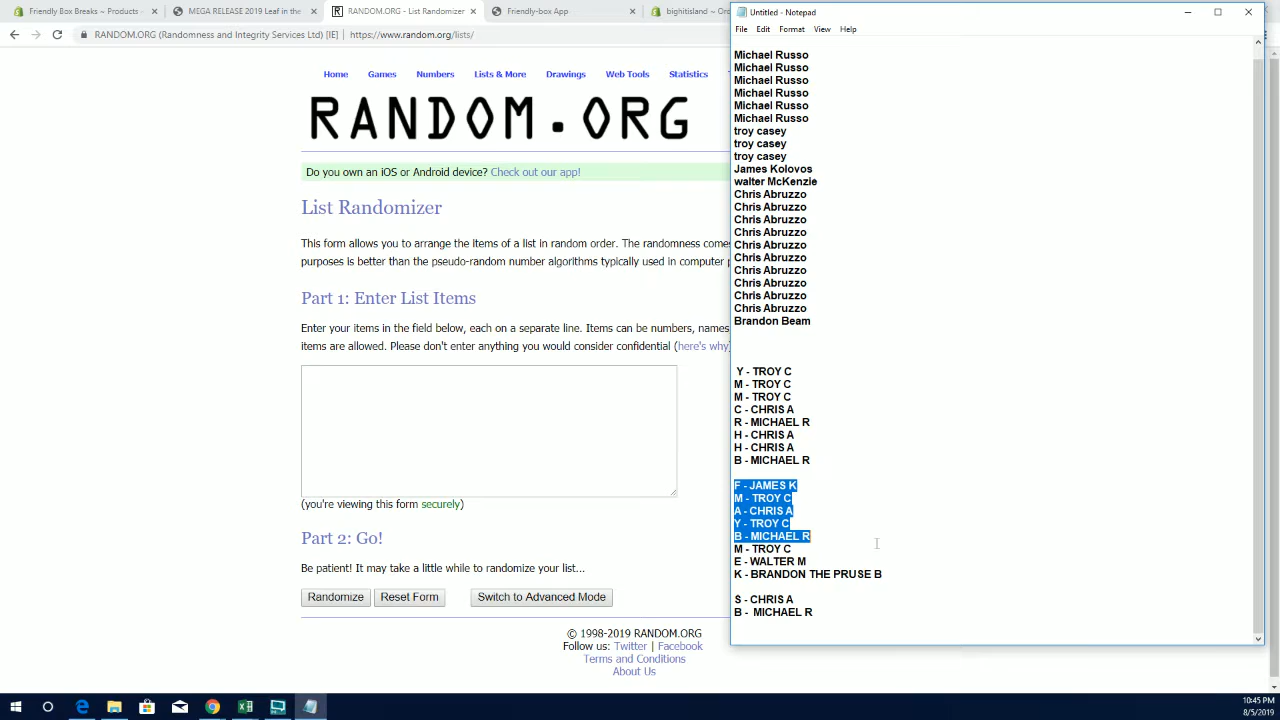 Friendly Box Breaks ~ Products ·
MEGA RELEASE 2019 Leaf in the
RANDOM.ORG - List Randomizer
Friendly-box App
bighitisland ~ Or
RANDOM.ORG (Randomness and Integrity Services Ltd) [IE] | https://www.random.org/lists/
Home Games Numbers Lists & More Drawings Web Tools Statistics
RANDOM.ORG
Do you own an iOS or Android device? Check out our app!
List Randomizer
This form allows you to arrange the items of a list in random order. The randomness comes
purposes is better than the pseudo-random number algorithms typically used in computer p
Part 1: Enter List Items
Enter your items in the field below, each on a separate line. Items can be numbers, names
items are allowed. Please don't enter anything you would consider confidential (here's why)
(you're viewing this form securely)
Part 2: Go!
Be patient! It may take a little while to randomize your list...
Randomize Reset Form Switch to Advanced Mode
© 1998-2019 RANDOM.ORG
Follow us: Twitter | Facebook
Terms and Conditions
About Us
Untitled - Notepad
File Edit Format View Help
Michael Russo
Michael Russo
Michael Russo
Michael Russo
Michael Russo
Michael Russo
troy casey
troy casey
troy casey
James Kolovos
walter McKenzie
Chris Abruzzo
Chris Abruzzo
Chris Abruzzo
Chris Abruzzo
Chris Abruzzo
Chris Abruzzo
Chris Abruzzo
Chris Abruzzo
Chris Abruzzo
Chris Abruzzo
Brandon Beam
Y - TROY C
M - TROY C
M - TROY C
C - CHRIS A
R - MICHAEL R
H - CHRIS A
H - CHRIS A
B - MICHAEL R
F - JAMES K
M - TROY C
A - CHRIS A
Y - TROY C
B - MICHAEL R
M - TROY C
E - WALTER M
K - BRANDON THE PRUSE B
S - CHRIS A
B - MICHAEL R
10:45 PM
8/5/2019